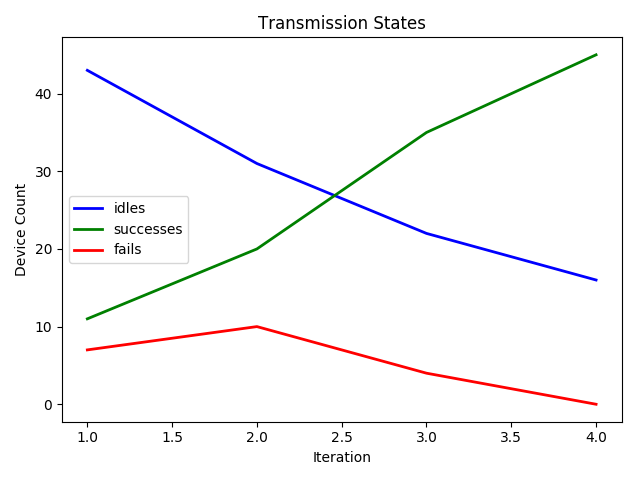 Transmission States
Device Count
40
30
20
10
0
idles
successes
fails
1.0 1.5 2.0 2.5 3.0 3.5 4.0
Iteration